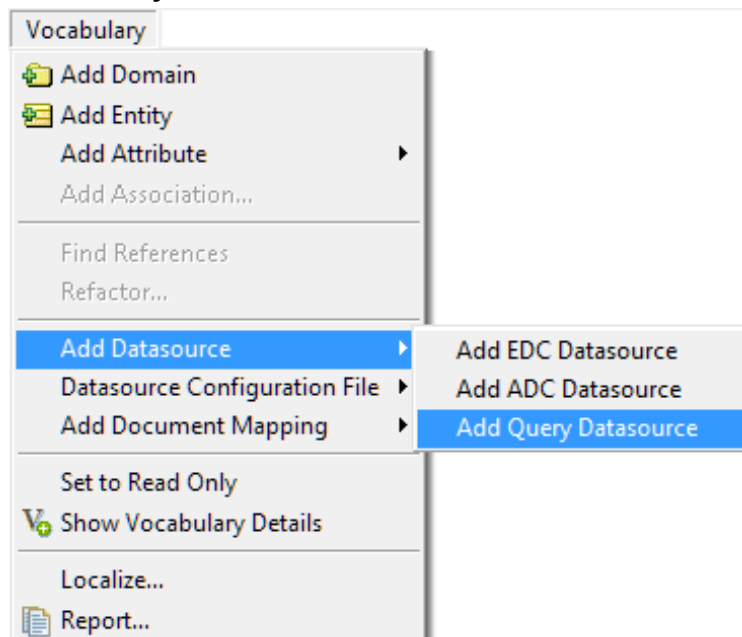 Vocabulary
Add Domain
Add Entity
Add Attribute
Add Association...
Find References
Refactor...
Add Datasource
Add EDC Datasource
Datasource Configuration File
Add ADC Datasource
Add Document Mapping
Add Query Datasource
Set to Read Only
Show Vocabulary Details
Localize...
Report...